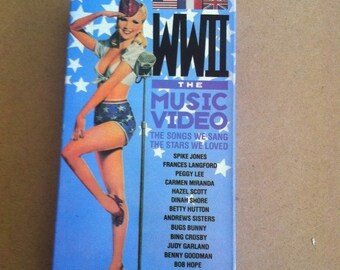 WWII
THE
MUSIC
VIDEO
THE SONGS WE SANG
THE STARS WE LOVED
SPIKE JONES
FRANCES LANGFORD
PEGGY LEE
CARMEN MIRANDA
HAZEL SCOTT
DINAH SHORE
BETTY HUTTON
ANDREWS SISTERS
BUGS BUNNY
BING CROSBY
JUDY GARLAND
BENNY GOODMAN
BOB HOPE